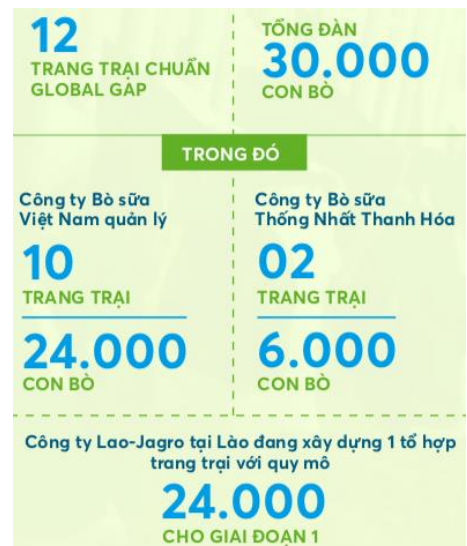 12
TRANG TRẠI CHUẨN
GLOBAL GAP
TỔNG ĐÀN
30.000
CON BÒ
TRONG ĐÓ
Công ty Bò sữa
Việt Nam quản lý
10
TRANG TRẠI
24.000
CON BÒ
Công ty Bò sữa
Thống Nhất Thanh Hóa
02
TRANG TRẠI
6.000
CON BÒ
Công ty Lao-Jagro tại Lào đang xây dựng 1 tổ hợp
trang trại với quy mô
24.000
CHO GIAI ĐOẠN 1